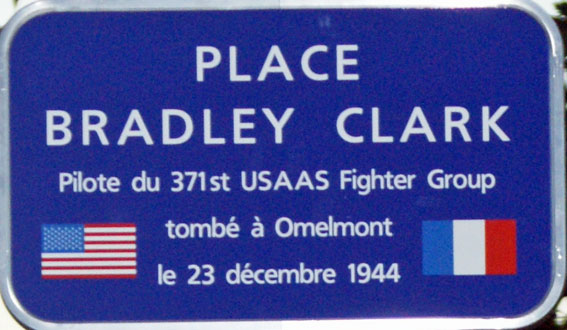 PLACE
BRADLEY CLARK
Pilote du 371st USAAS Fighter Group
tombé à Omelmont
le 23 décembre 1944